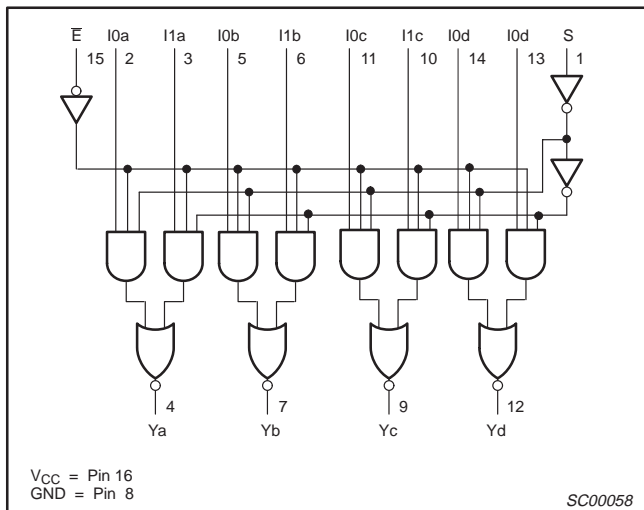 E̅ I0a I1a I0b I1b I0c I1c I0d I0d S
15 2 3 5 6 11 10 14 13 1
4 7 9 12
Ya Yb Yc Yd
VCC = Pin 16
GND = Pin 8
SC00058